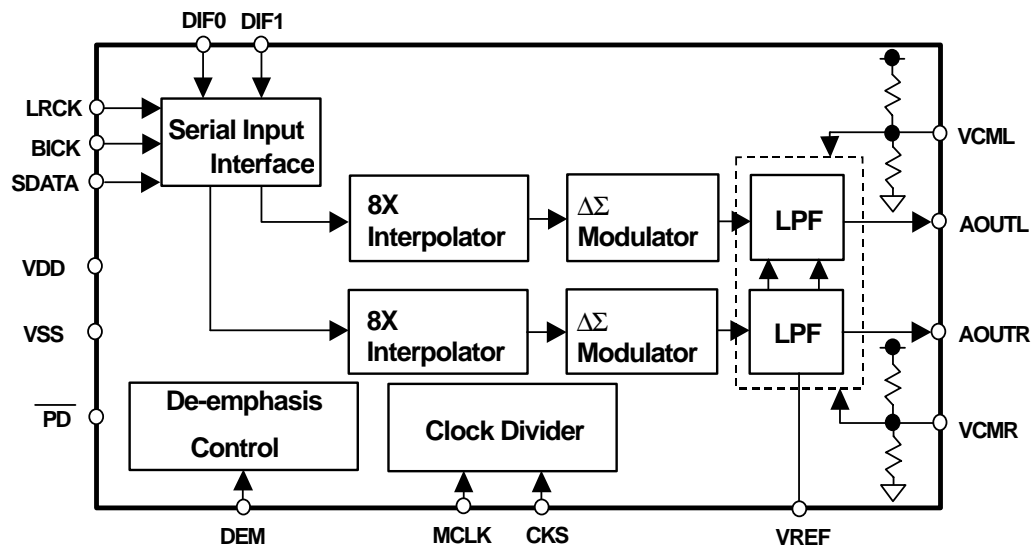 DIF0 DIF1
LRCK
BICK
SDATA
Serial Input
Interface
VCML
8X
Interpolator
ΔΣ
Modulator
LPF
AOUTL
VDD
VSS
8X
Interpolator
ΔΣ
Modulator
LPF
AOUTR
PD
De-emphasis
Control
Clock Divider
VCMR
DEM MCLK CKS VREF